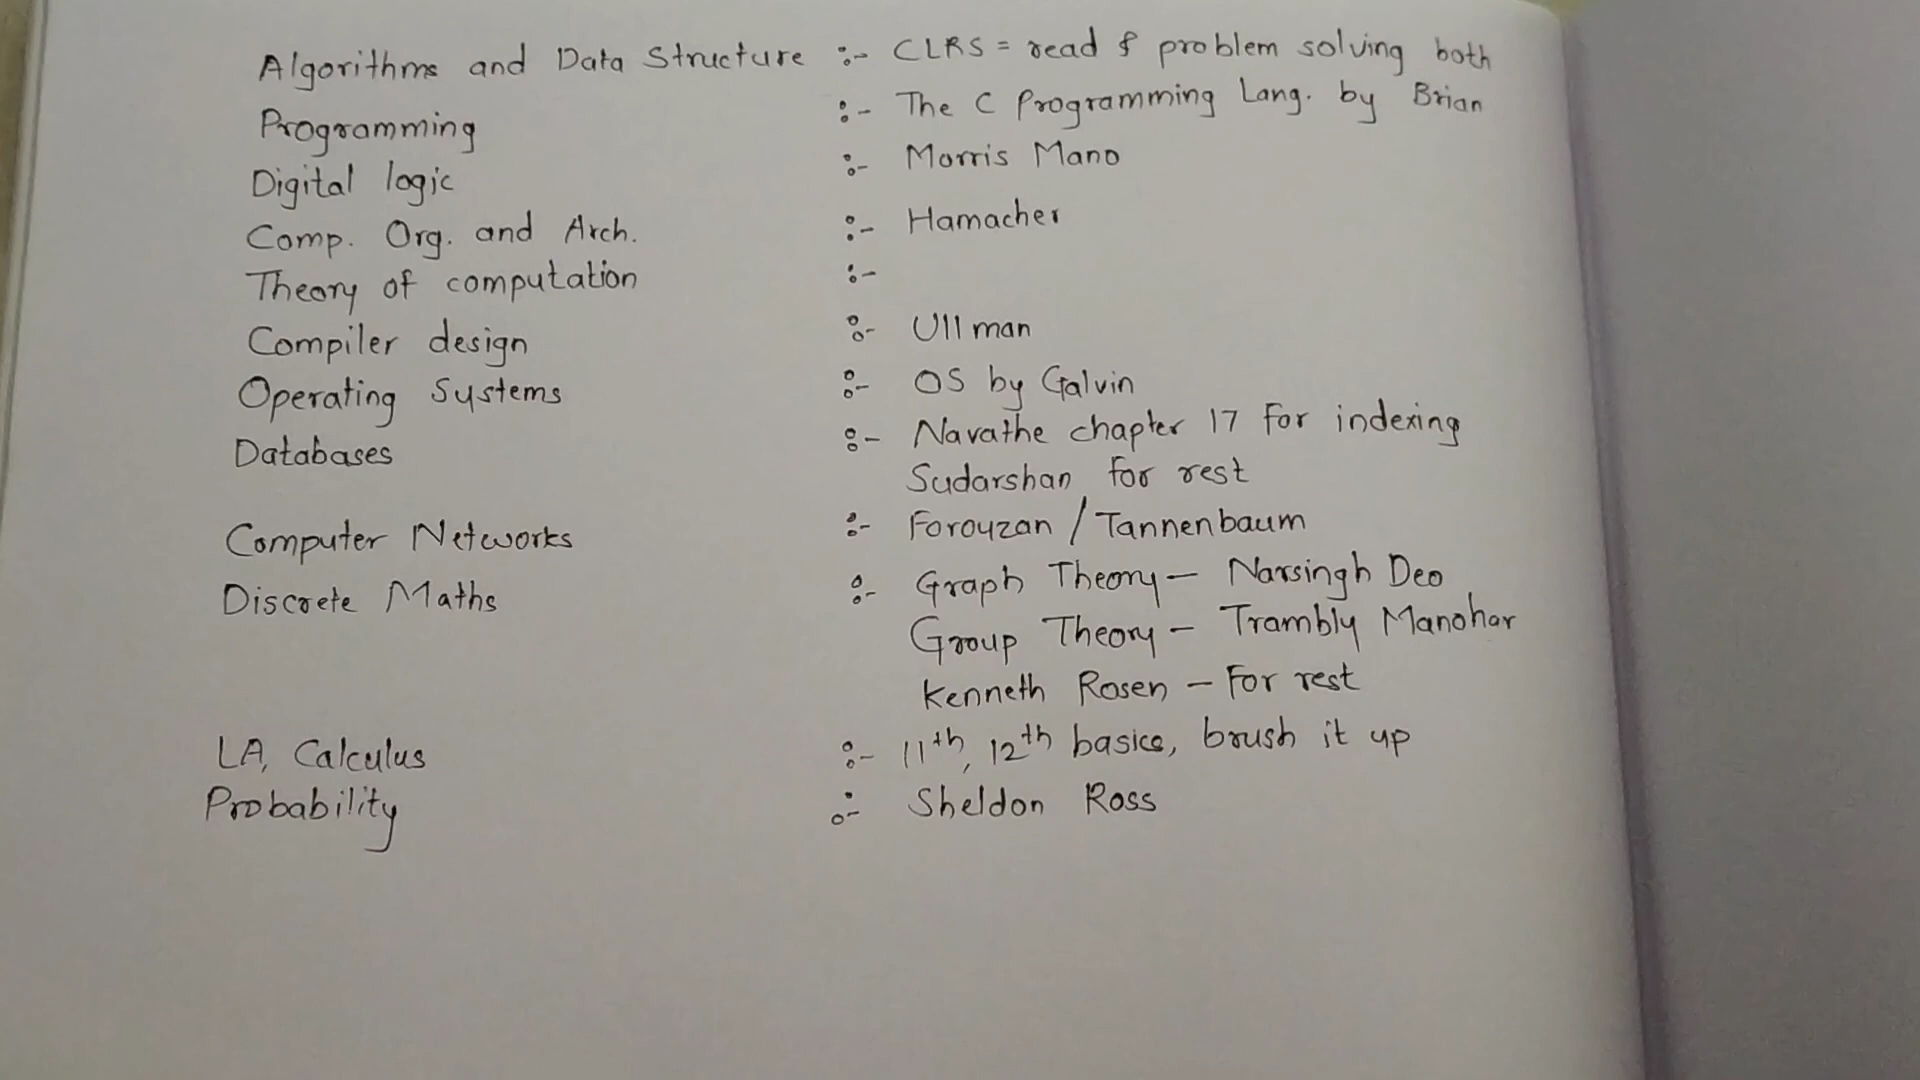 Algorithms and Data Structure :- CLRS = read & problem solving both
Programming :- The C Programming Lang. by Brian
Digital logic :- Morris Mano
Comp. Org. and Arch. :- Hamacher
Theory of computation :-
Compiler design :- Ullman
Operating Systems :- OS by Galvin
Databases :- Navathe chapter 17 for indexing
Sudarshan for rest
Computer Networks :- Forouzan / Tannenbaum
Discrete Maths :- Graph Theory - Narsingh Deo
Group Theory - Trambly Manohar
Kenneth Rosen - For rest
LA, Calculus :- 11th, 12th basics, brush it up
Probability :- Sheldon Ross